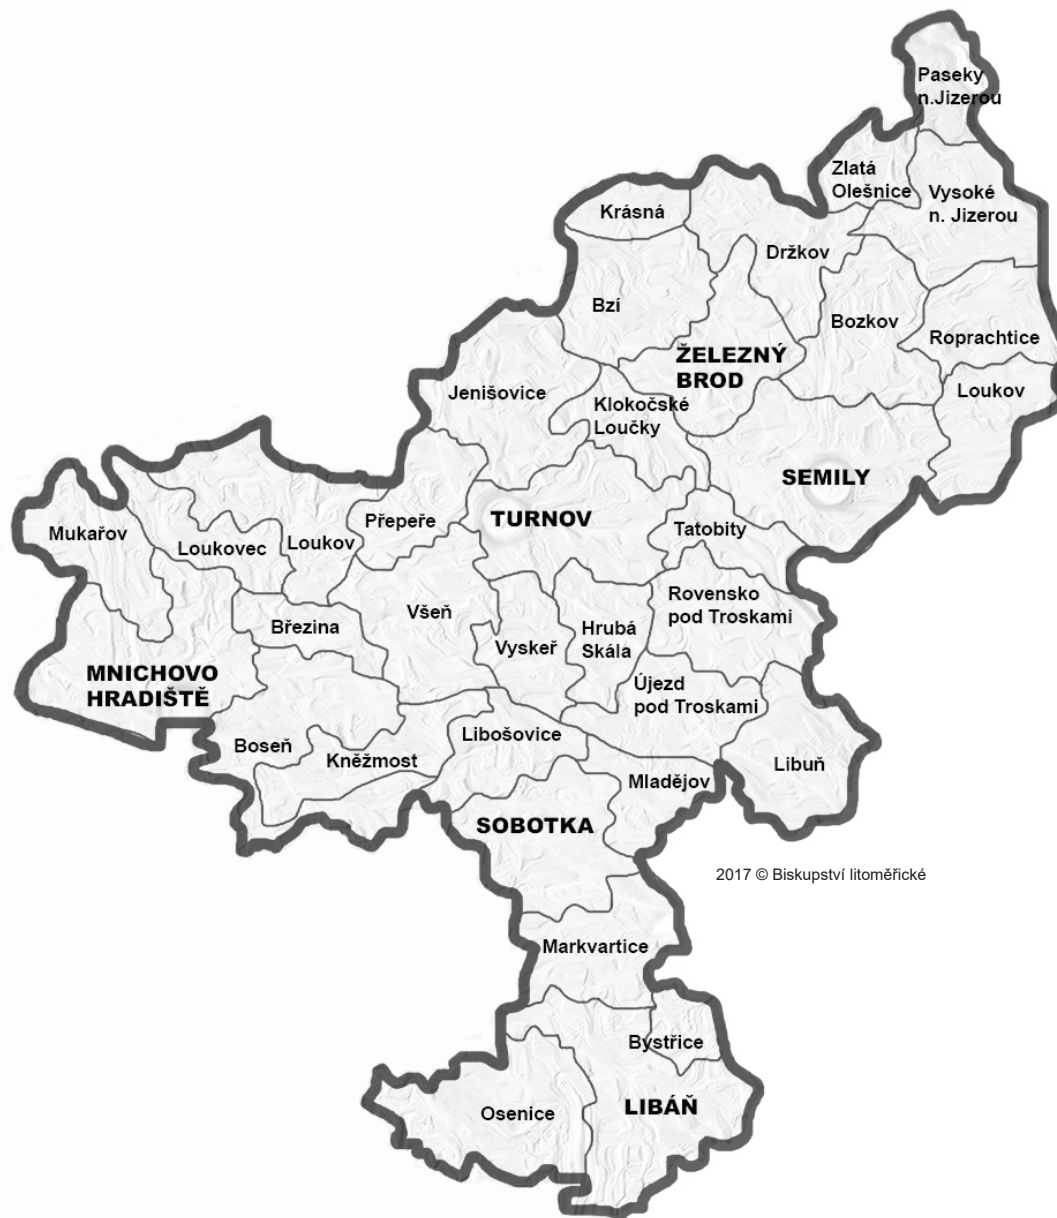 Paseky
n.Jizerou
Zlatá
Olešnice
Vysoké
n. Jizerou
Krásná
Držkov
Bzí
Bozkov
Roprachtice
ŽELEZNÝ
BROD
Jenišovice
Klokočské
Loučky
Loukov
SEMILY
Přepeře
TURNOV
Tatobity
Mukařov
Loukovec
Loukov
Rovensko
pod Troskami
Všeň
Březina
Vyskeř
Hrubá
Skála
MNICHOVO
HRADIŠTĚ
Újezd
pod Troskami
Boseň
Kněžmost
Libošovice
Libuň
Mladějov
SOBOTKA
2017 © Biskupství litoměřické
Markvartice
Bystřice
Osenice
LIBÁŇ